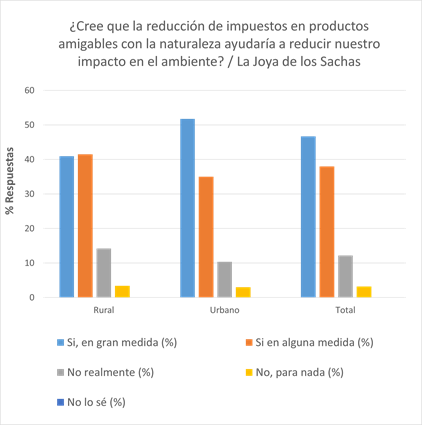 ¿Cree que la reducción de impuestos en productos
amigables con la naturaleza ayudaría a reducir nuestro
impacto en el ambiente? / La Joya de los Sachas
% Respuestas
60
50
40
30
20
10
0
Rural
Urbano
Total
Si, en gran medida (%)
Si en alguna medida (%)
No realmente (%)
No, para nada (%)
No lo sé (%)